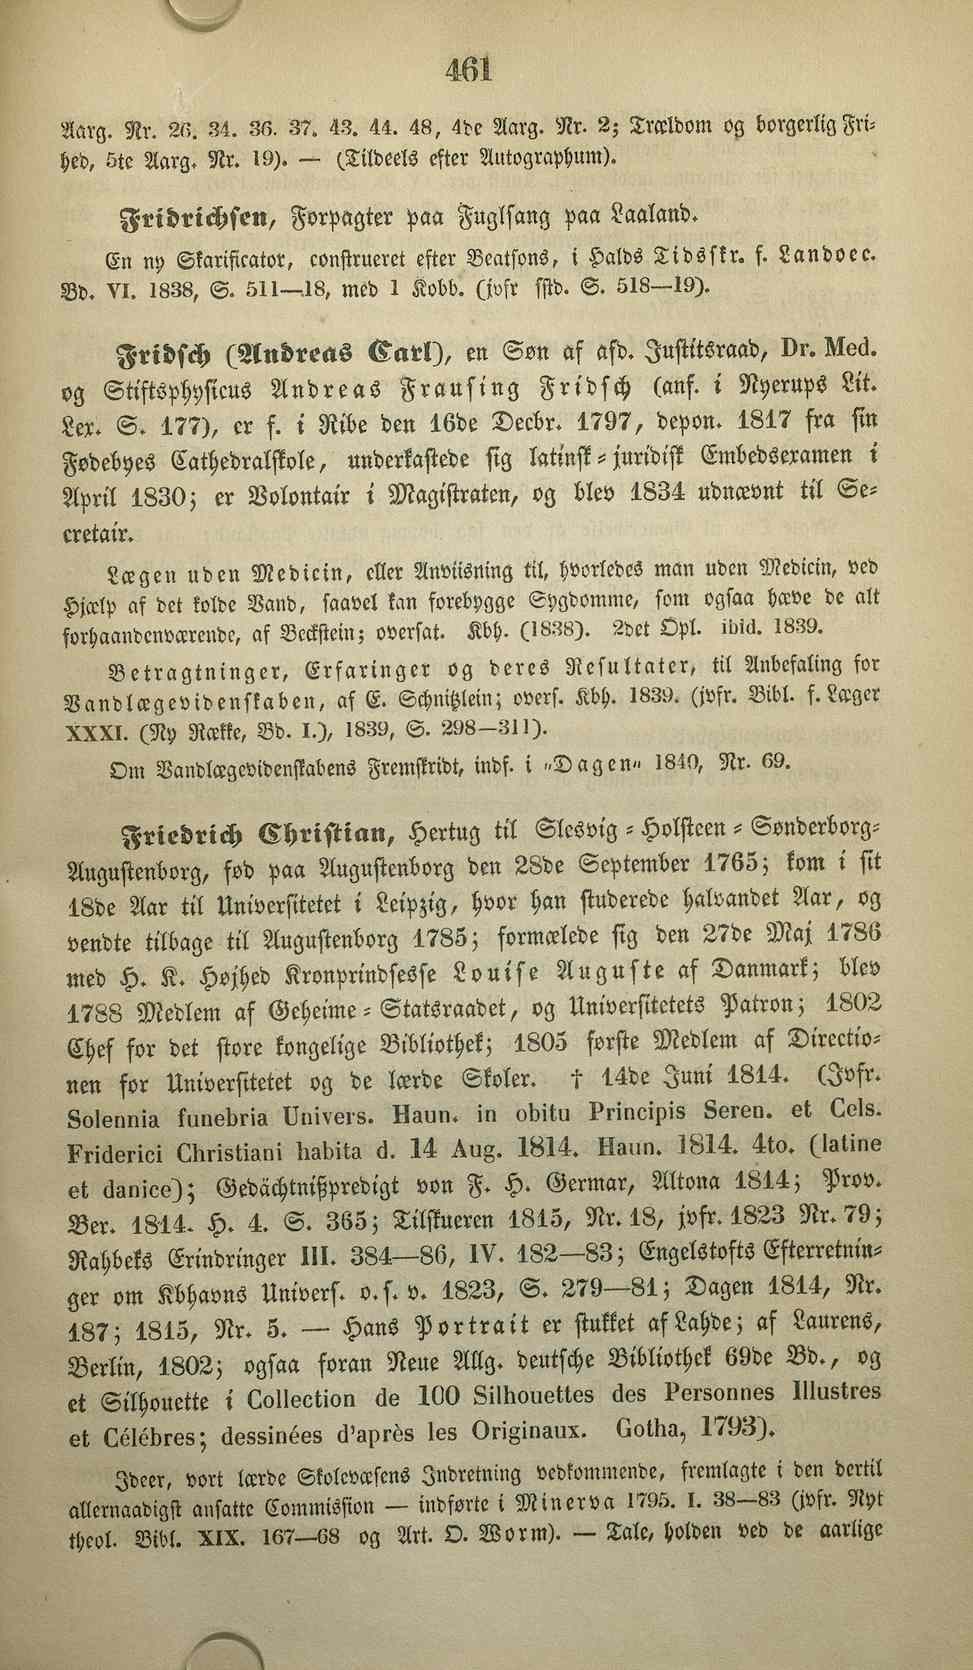 461
Aarg. Nr. 26. 34. 36. 37. 43. 44. 48, 4de Aarg. Nr. 2; Trældom og borgerlig Fri-
hed, 5te Aarg. Nr. 19). — (Tildeels efter Autographum).
Fridrichsen, Forpagter paa Fuglsang paa Laaland.
En ny Skarificator, construeret efter Beatsons, i Halds Tidsskr. f. Landoec.
Bd. VI. 1838, S. 511—18, med 1 Kobb. (jvfr sstd. S. 518—19).
Fridsch (Andreas Carl), en Søn af afd. Justitsraad, Dr. Med.
og Stiftsphysicus Andreas Frausing Fridsch (anf. i Nyerups Lit.
Lex. S. 177), er f. i Ribe den 16de Decbr. 1797, depon. 1817 fra sin
Fødebyes Cathedralskole, underkastede sig latinsk-juridisk Embedsexamen i
April 1830; er Volontair i Magistraten, og blev 1834 udnævnt til Se-
cretair.
Lægen uden Medicin, eller Anviisning til, hvorledes man uden Medicin, ved
Hjælp af det kolde Vand, saavel kan forebygge Sygdomme, som ogsaa hæve de alt
forhaandenværende, af Beckstein; oversat. Kbh. (1838). 2det Opl. ibid. 1839.
Betragtninger, Erfaringer og deres Resultater, til Anbefaling for
Vandlægevidenskaben, af E. Schnitzlein; overs. Kbh. 1839. (jvfr. Bibl. f. Læger
XXXI. (Ny Række, Bd. I.), 1839, S. 298—311).
Om Vandlægevidenskabens Fremskridt, indf. i "Dagen" 1840, Nr. 69.
Friedrich Christian, Hertug til Slesvig-Holsteen-Sønderborg-
Augustenborg, fød paa Augustenborg den 28de September 1765; kom i sit
18de Aar til Universitetet i Leipzig, hvor han studerede halvandet Aar, og
vendte tilbage til Augustenborg 1785; formælede sig den 27de Maj 1786
med H. K. Højhed Kronprindsesse Louise Auguste af Danmark; blev
1788 Medlem af Geheime-Statsraadet, og Universitetets Patron; 1802
Chef for det store kongelige Bibliothek; 1805 første Medlem af Directio-
nen for Universitetet og de lærde Skoler. † 14de Juni 1814. (Jvfr.
Solennia funebria Univers. Haun. in obitu Principis Seren. et Cels.
Friderici Christiani habita d. 14 Aug. 1814. Haun. 1814. 4to. (latine
et danice); Gedächtnißpredigt von F. H. Germar, Altona 1814; Prov.
Ber. 1814. H. 4. S. 365; Tilskueren 1815, Nr. 18, jvfr. 1823 Nr. 79;
Rahbeks Erindringer III. 384—86, IV. 182—83; Engelstofts Efterretnin-
ger om Kbhavns Univers. o. s. v. 1823, S. 279—81; Dagen 1814, Nr.
187; 1815, Nr. 5. — Hans Portrait er stukket af Lahde; af Laurens,
Berlin, 1802; ogsaa foran Neue Allg. deutsche Bibliothek 69de Bd., og
et Silhouette i Collection de 100 Silhouettes des Personnes Illustres
et Célébres; dessinées d'après les Originaux. Gotha, 1793).
Ideer, vort lærde Skolevæsens Indretning vedkommende, fremlagte i den dertil
allernaadigst ansatte Commission — indførte i Minerva 1795. I. 38—83 (jvfr. Nyt
theol. Bibl. XIX. 167—68 og Art. O. Worm). — Tale, holden ved de aarlige